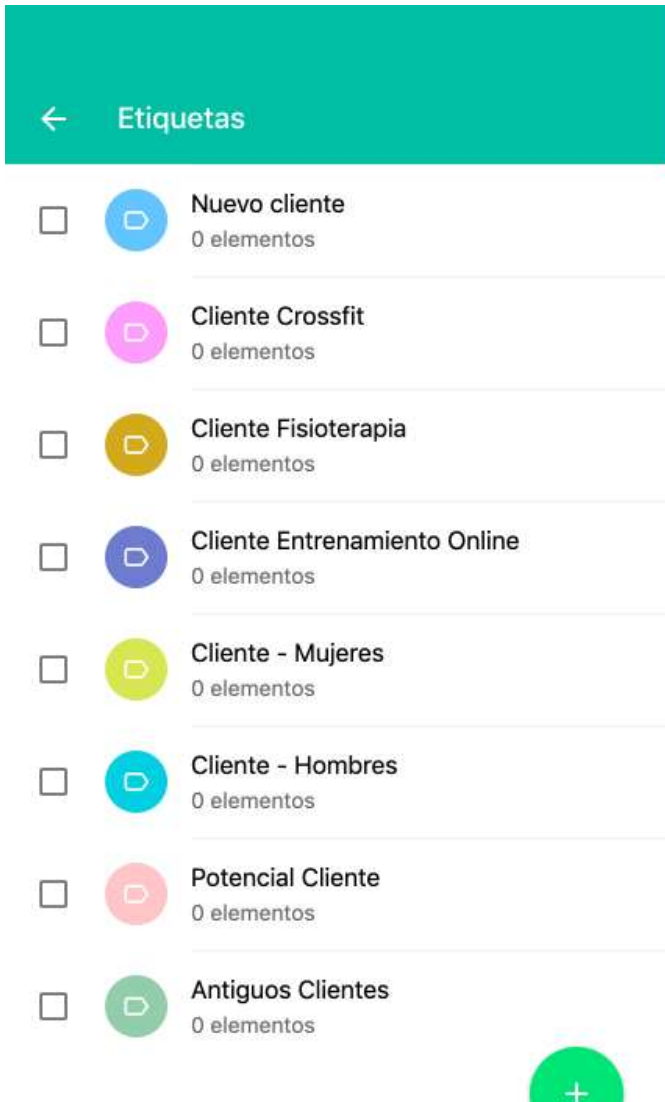 Etiquetas
Nuevo cliente
0 elementos
Cliente Crossfit
0 elementos
Cliente Fisioterapia
0 elementos
Cliente Entrenamiento Online
0 elementos
Cliente - Mujeres
0 elementos
Cliente - Hombres
0 elementos
Potencial Cliente
0 elementos
Antiguos Clientes
0 elementos